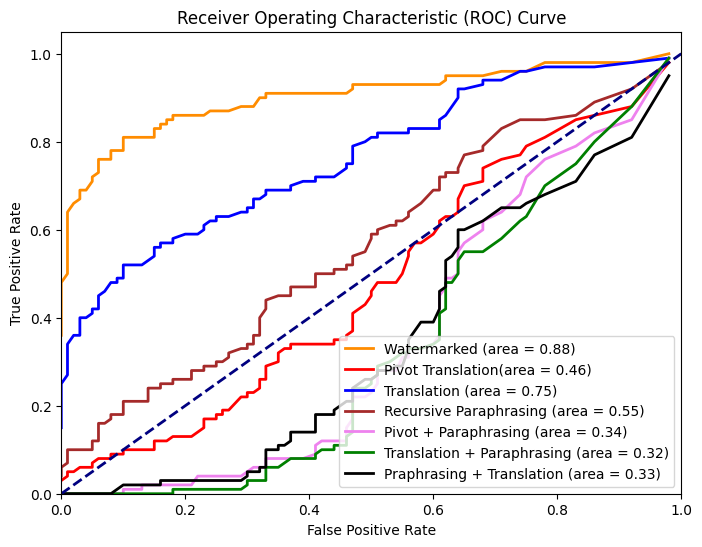 Receiver Operating Characteristic (ROC) Curve
True Positive Rate
1.0
0.8
0.6
0.4
0.2
0.0
Watermarked (area = 0.88)
Pivot Translation(area = 0.46)
Translation (area = 0.75)
Recursive Paraphrasing (area = 0.55)
Pivot + Paraphrasing (area = 0.34)
Translation + Paraphrasing (area = 0.32)
Praphrasing + Translation (area = 0.33)
0.0 0.2 0.4 0.6 0.8 1.0
False Positive Rate